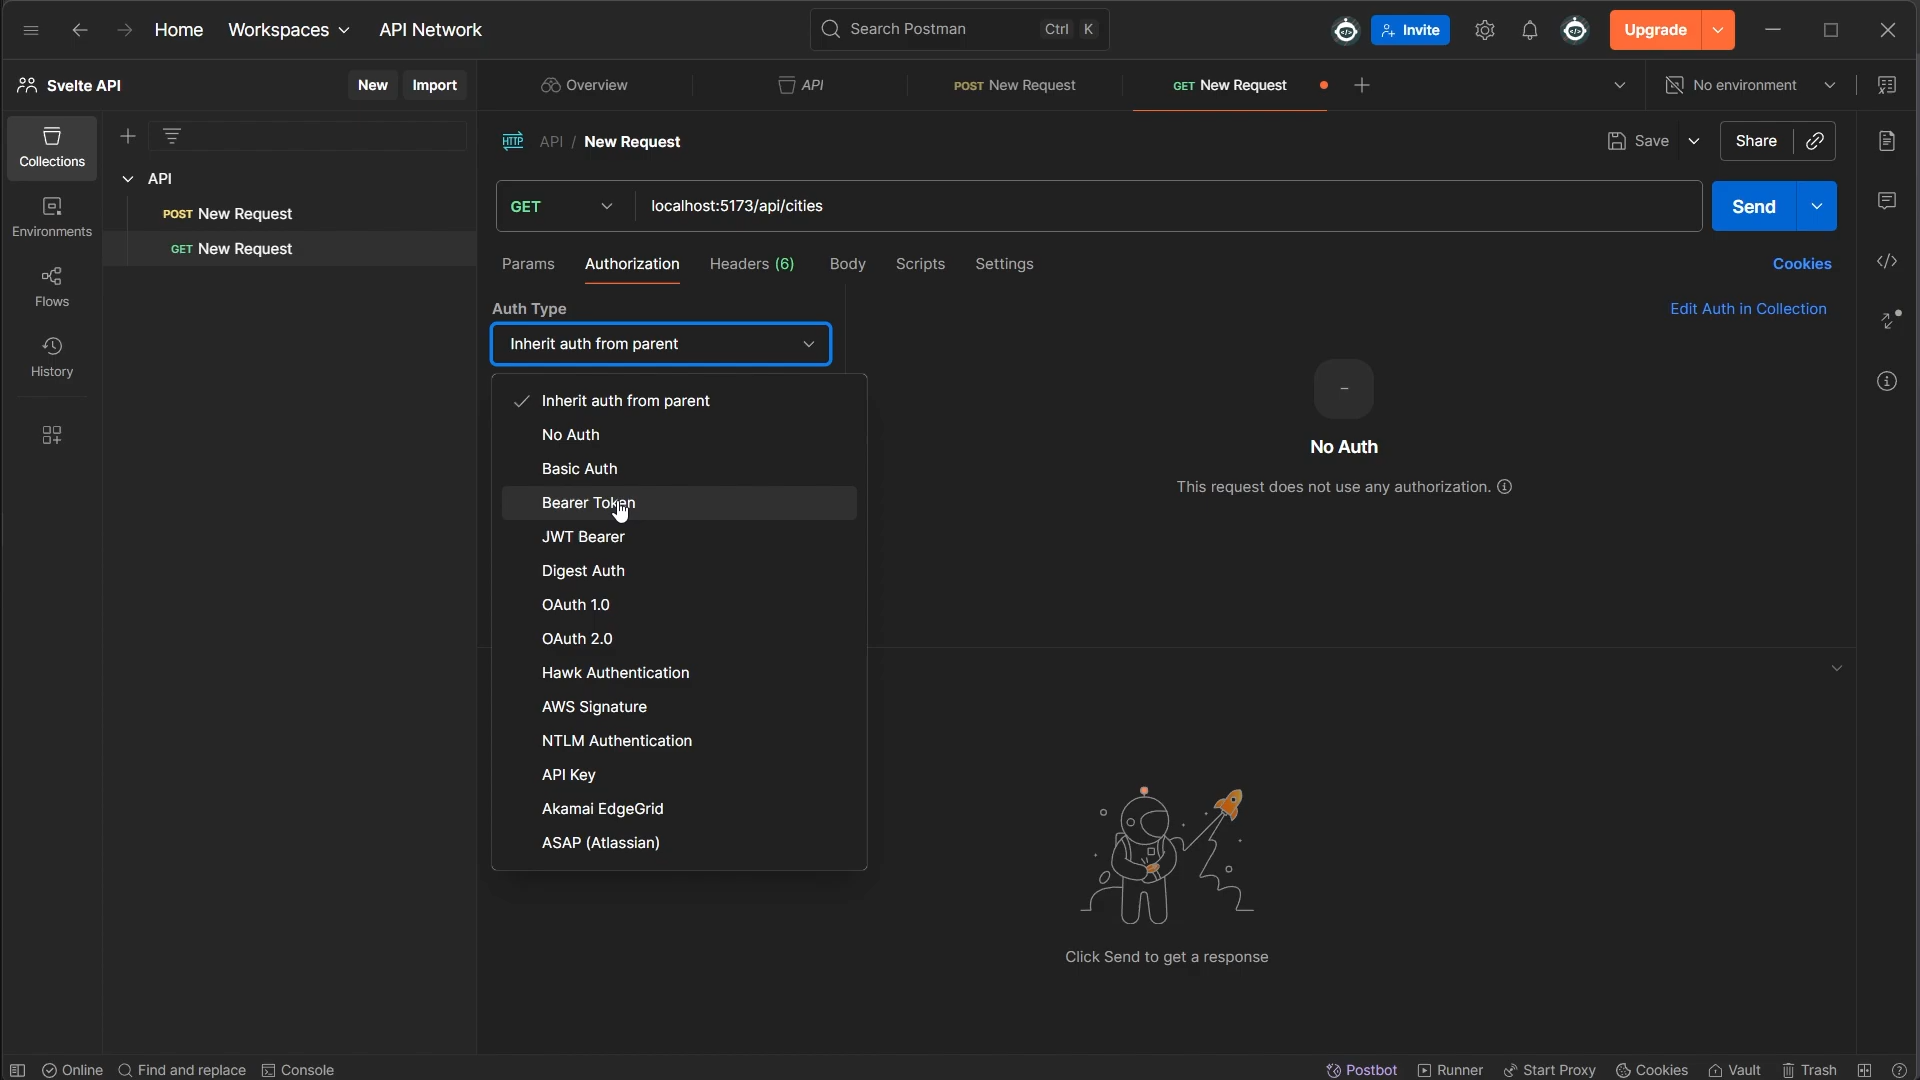 Home Workspaces API Network Search Postman Ctrl K Invite Upgrade
Svelte API New Import Overview API POST New Request GET New Request No environment
Collections
Environments
Flows
History
API
POST New Request
GET New Request
HTTP API / New Request Save Share
GET localhost:5173/api/cities Send
Params Authorization Headers (6) Body Scripts Settings Cookies
Auth Type Edit Auth in Collection
Inherit auth from parent
Inherit auth from parent
No Auth
Basic Auth
Bearer Token
JWT Bearer
Digest Auth
OAuth 1.0
OAuth 2.0
Hawk Authentication
AWS Signature
NTLM Authentication
API Key
Akamai EdgeGrid
ASAP (Atlassian)
No Auth
This request does not use any authorization.
Click Send to get a response
Online Find and replace Console Postbot Runner Start Proxy Cookies Vault Trash